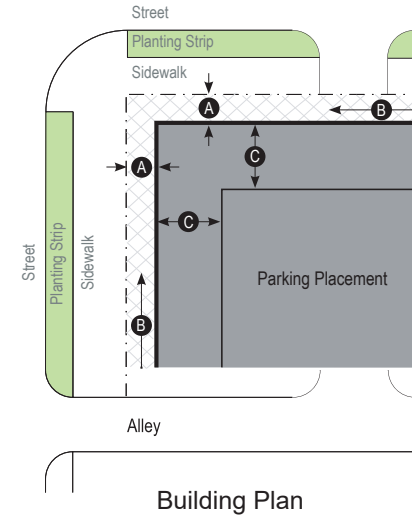 Street
Planting Strip
Sidewalk
A
B
C
A
C
Street
Planting Strip
Sidewalk
Parking Placement
B
Alley
Building Plan